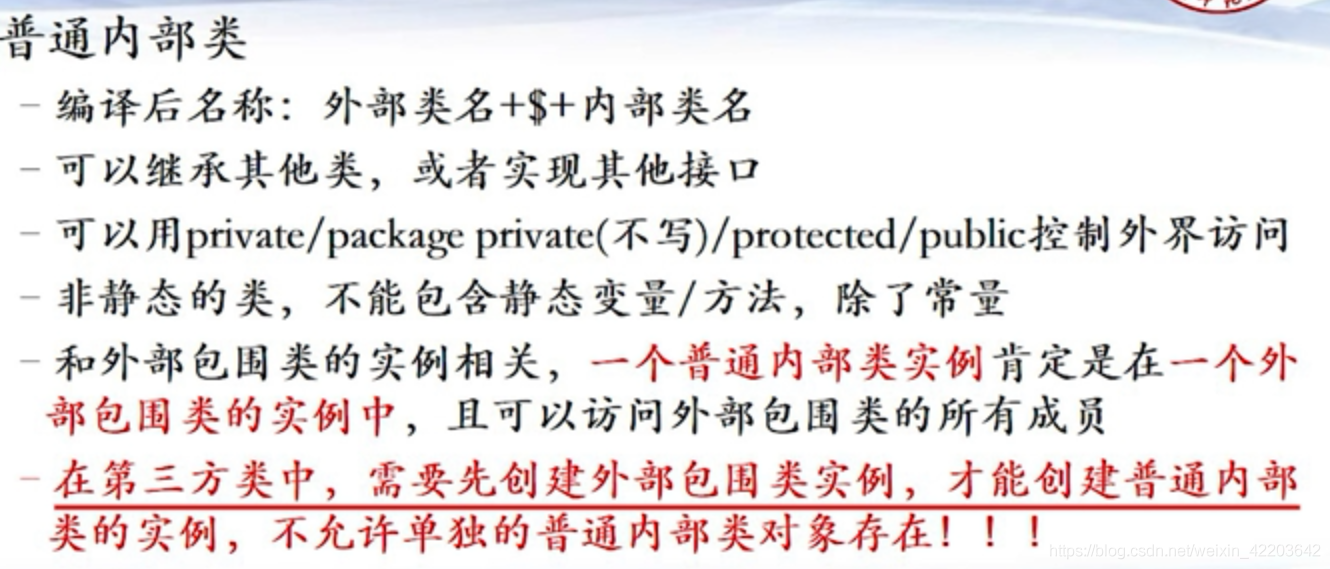 普通内部类
– 编译后名称：外部类名+$+内部类名
– 可以继承其他类，或者实现其他接口
– 可以用private/package private(不写)/protected/public控制外界访问
– 非静态的类，不能包含静态变量/方法，除了常量
– 和外部包围类的实例相关，一个普通内部类实例肯定是在一个外
部包围类的实例中，且可以访问外部包围类的所有成员
– 在第三方类中，需要先创建外部包围类实例，才能创建普通内部
类的实例，不允许单独的普通内部类对象存在！！！
https://blog.csdn.net/weixin_42203642